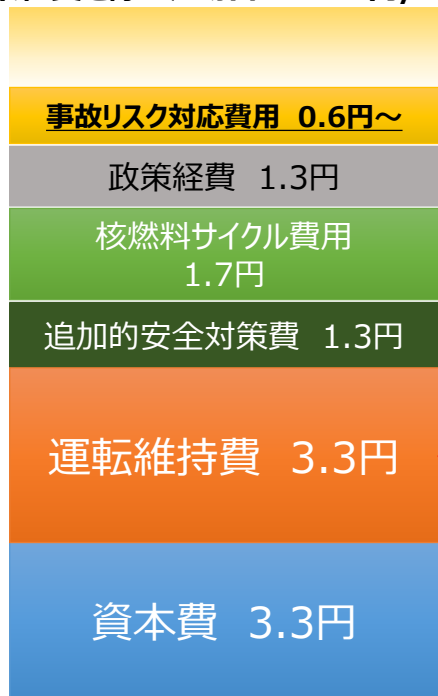 事故リスク対応費用 0.6円～
政策経費 1.3円
核燃料サイクル費用
1.7円
追加的安全対策費 1.3円
運転維持費 3.3円
資本費 3.3円